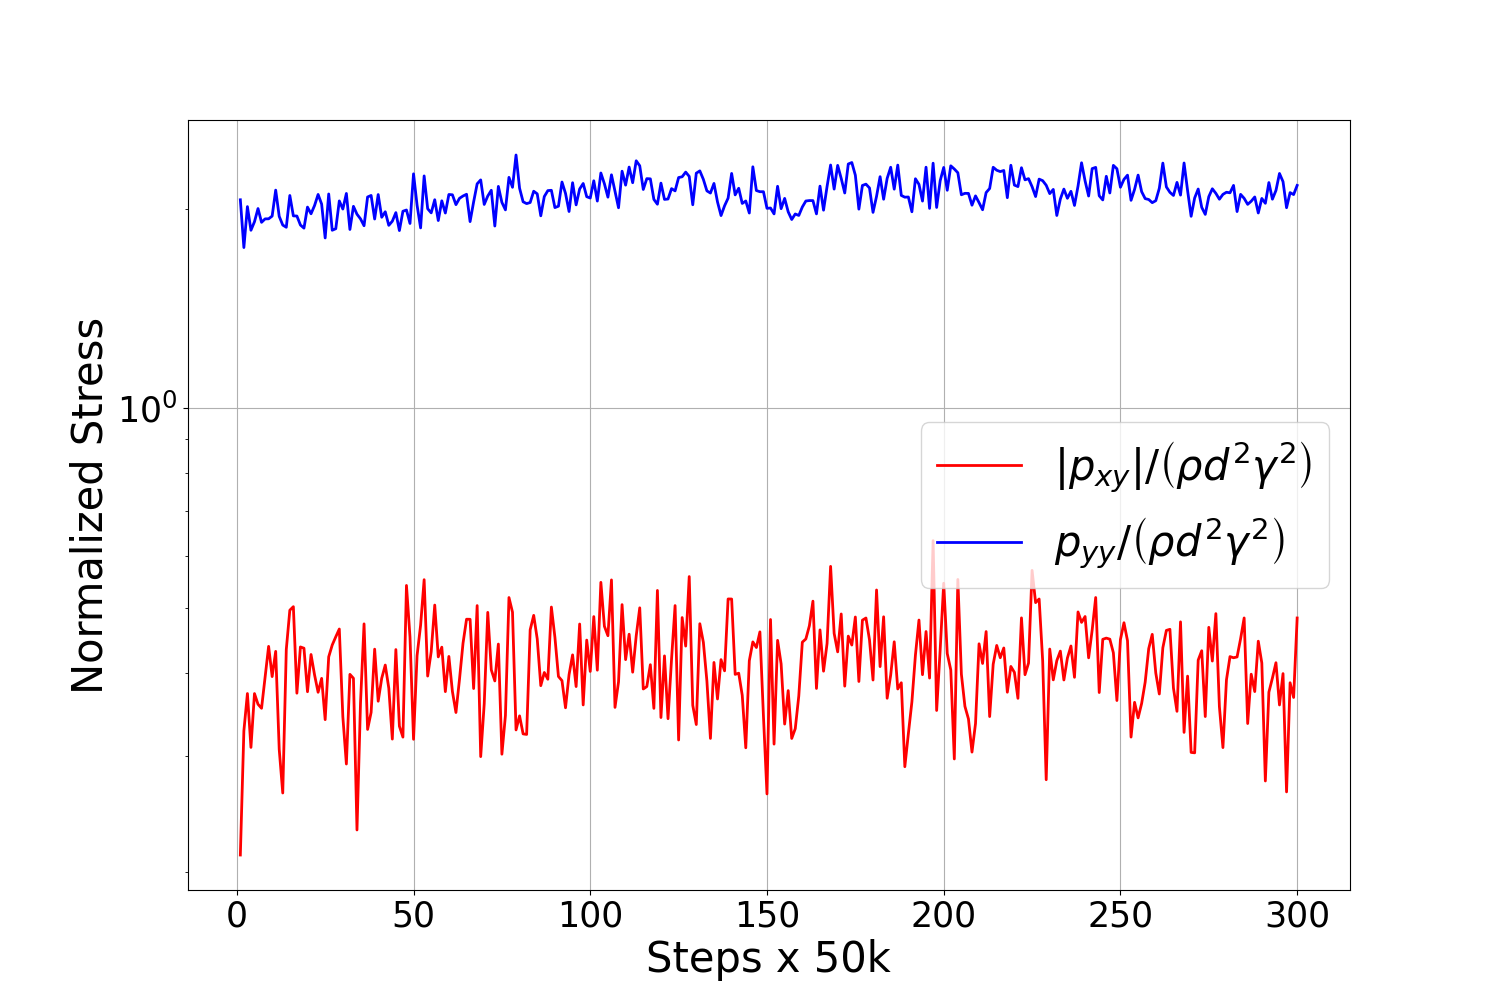 Normalized Stress
10⁰
|p_xy|/(ρd²γ²)
p_yy/(ρd²γ²)
0 50 100 150 200 250 300
Steps x 50k